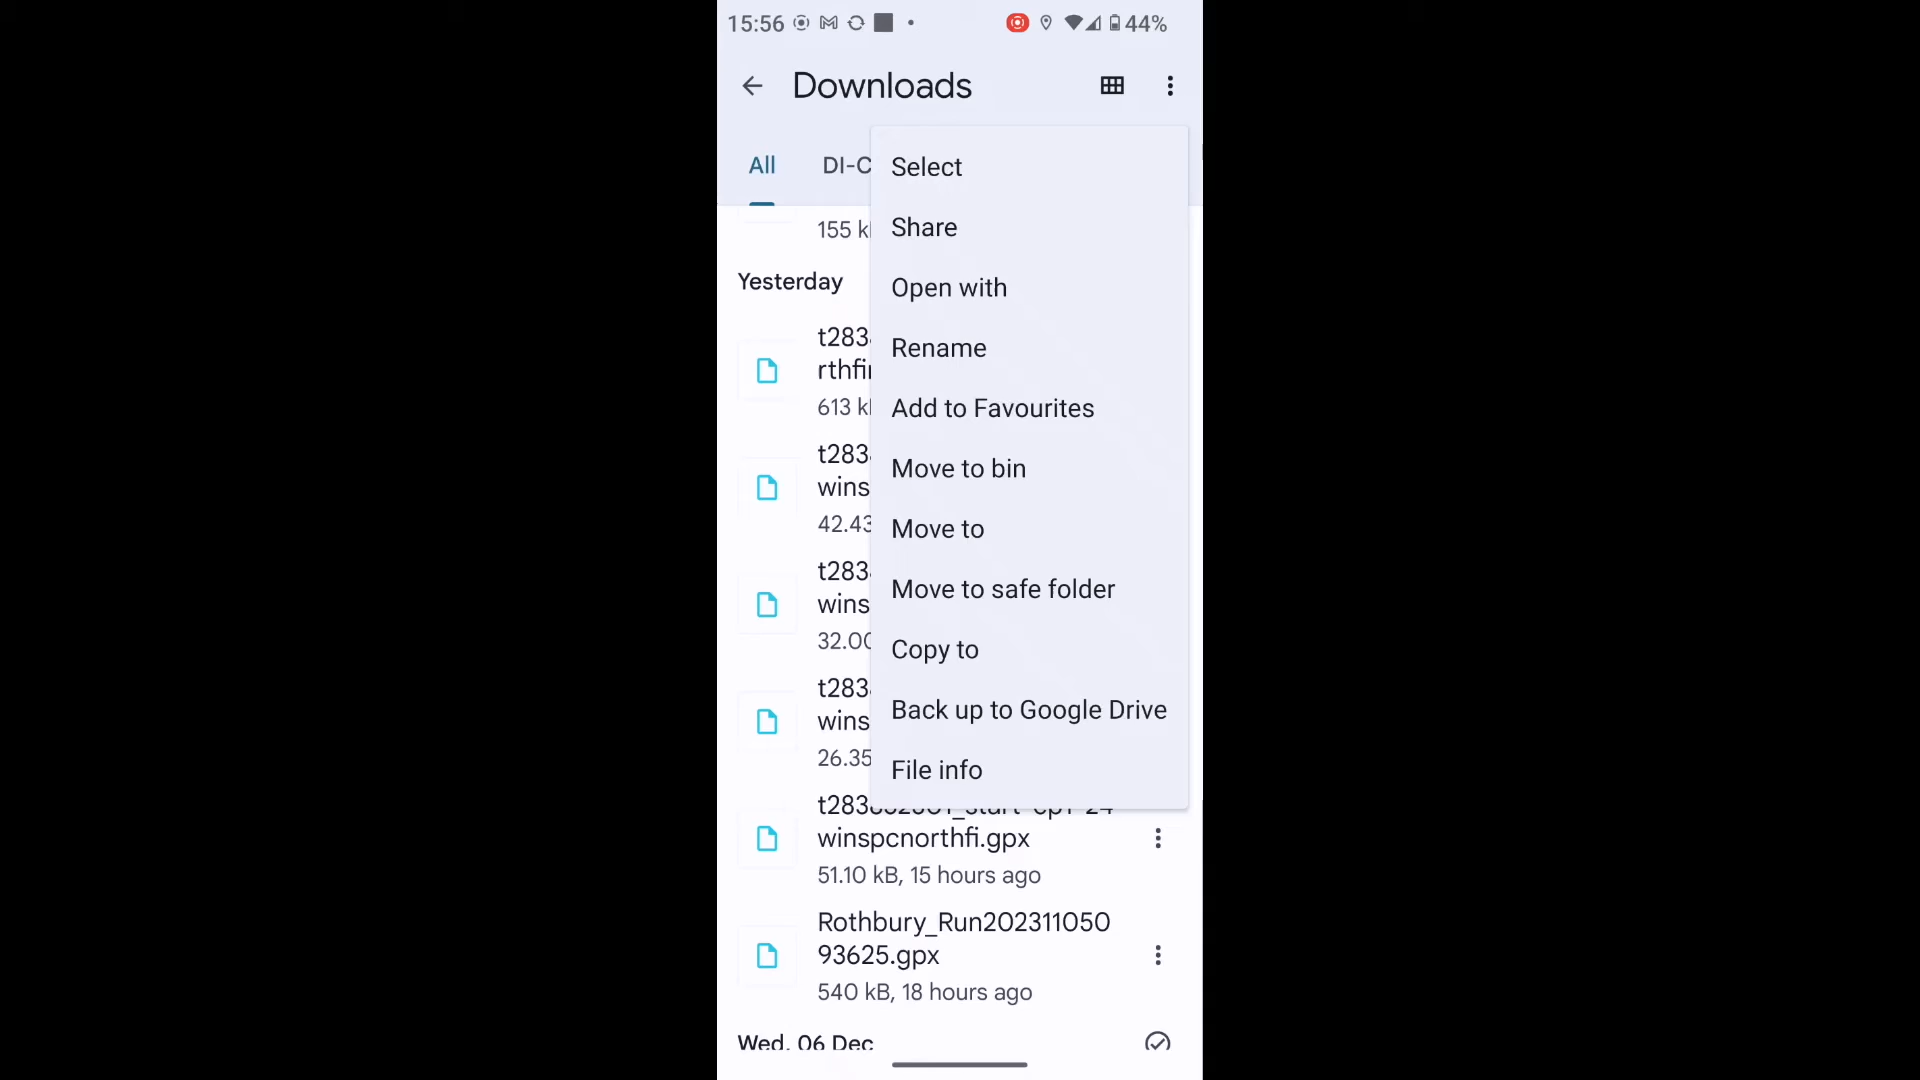 15:56 44%
Downloads
All DI-C
Select
Share
Open with
Rename
Add to Favourites
Move to bin
Move to
Move to safe folder
Copy to
Back up to Google Drive
File info
155 k
Yesterday
t283
rthfi
613 k
t283
wins
42.43
t283
wins
32.00
t283
wins
26.35
winspcnorthfi.gpx
51.10 kB, 15 hours ago
Rothbury_Run202311050
93625.gpx
540 kB, 18 hours ago
Wed, 06 Dec